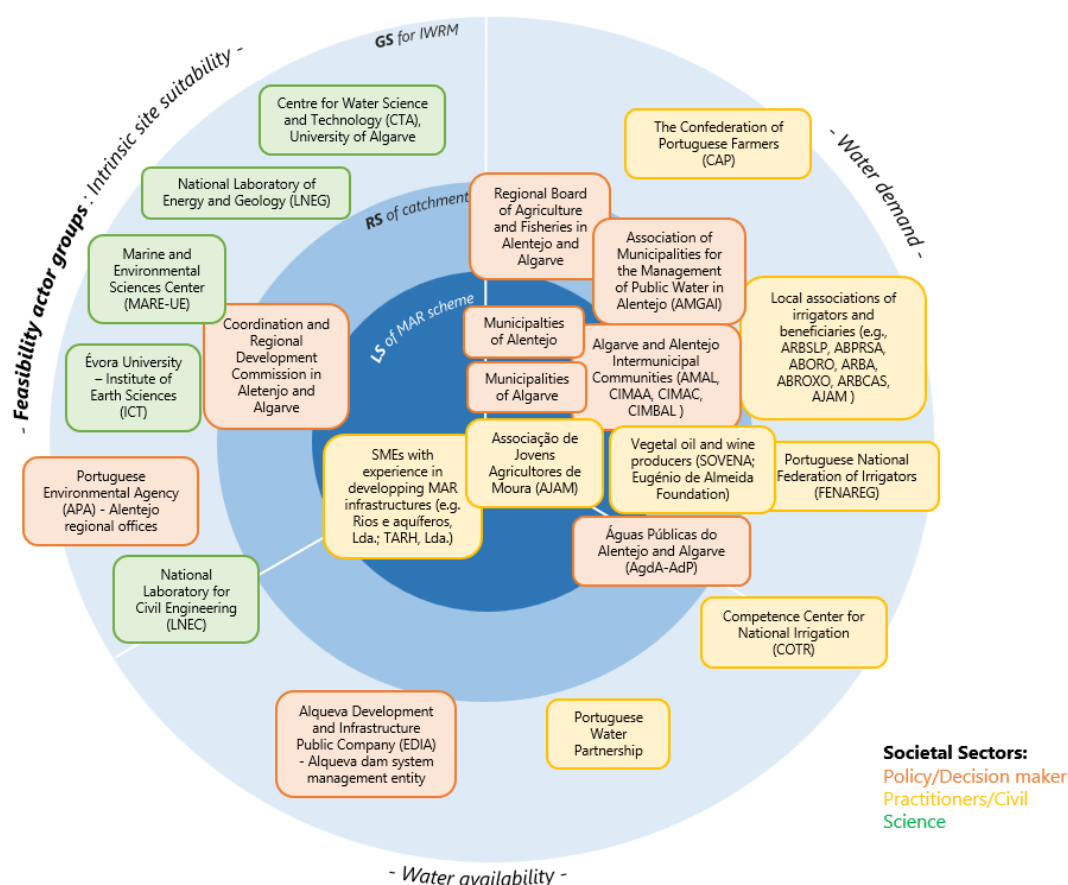 GS for IWRM
- Feasibility actor groups : Intrinsic site suitability -
- Water demand -
Centre for Water Science
and Technology (CTA),
University of Algarve
The Confederation of
Portuguese Farmers
(CAP)
National Laboratory of
Energy and Geology (LNEG)
RS of catchment
Regional Board
of Agriculture
and Fisheries in
Alentejo and
Algarve
Association of
Municipalities for
the Management
of Public Water in
Alentejo (AMGAI)
Marine and
Environmental
Sciences Center
(MARE-UE)
Local associations of
irrigators and
beneficiaries (e.g.,
ARBSLP, ABPRSA,
ABORO, ARBA,
ABROXO, ARBCAS,
AJAM )
LS of MAR scheme
Coordination and
Regional
Development
Commission in
Aletenjo and
Algarve
Municipalties
of Alentejo
Algarve and Alentejo
Intermunicipal
Communities (AMAL,
CIMAA, CIMAC,
CIMBAL )
Évora University
– Institute of
Earth Sciences
(ICT)
Municipalities
of Algarve
SMEs with
experience in
developping MAR
infrastructures (e.g.
Rios e aquíferos,
Lda.; TARH, Lda.)
Associação de
Jovens
Agricultores de
Moura (AJAM)
Vegetal oil and wine
producers (SOVENA;
Eugénio de Almeida
Foundation)
Portuguese National
Federation of Irrigators
(FENAREG)
Portuguese
Environmental Agency
(APA) - Alentejo
regional offices
Águas Públicas do
Alentejo and Algarve
(AgdA-AdP)
National
Laboratory for
Civil Engineering
(LNEC)
Competence Center for
National Irrigation
(COTR)
Alqueva Development
and Infrastructure
Public Company (EDIA)
- Alqueva dam system
management entity
Portuguese
Water
Partnership
Societal Sectors:
Policy/Decision maker
Practitioners/Civil
Science
- Water availability -